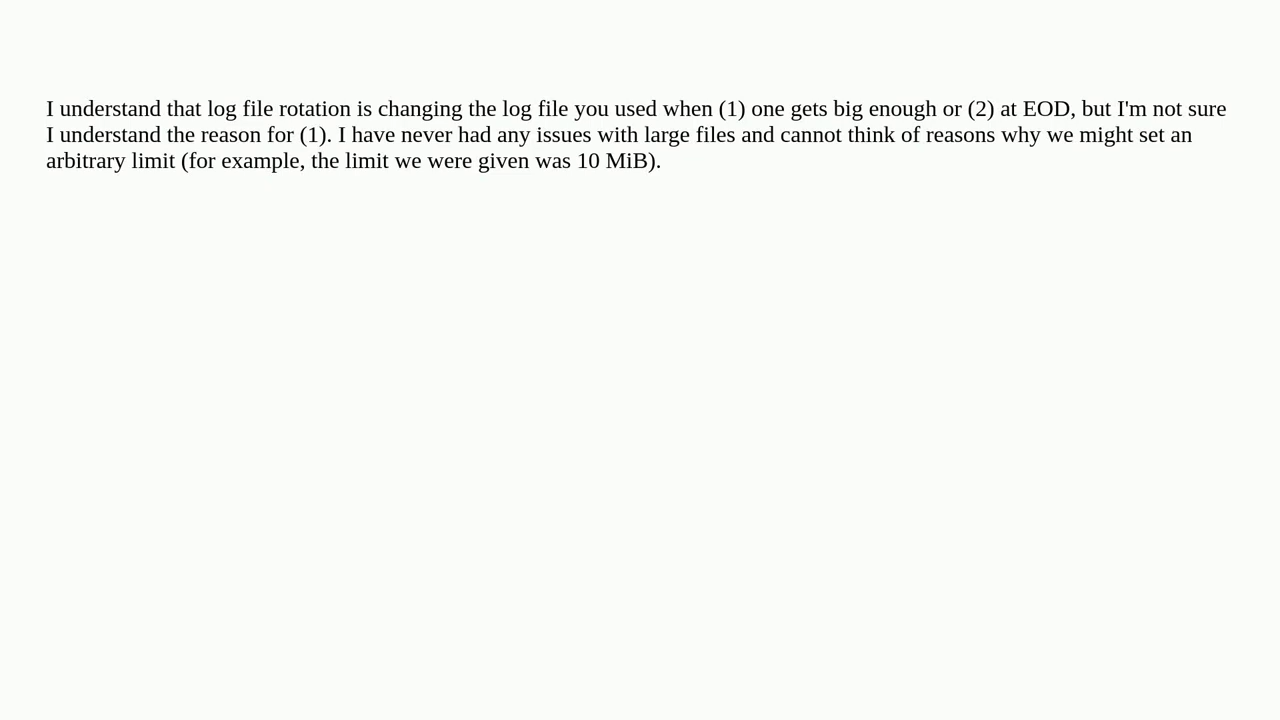 I understand that log file rotation is changing the log file you used when (1) one gets big enough or (2) at EOD, but I'm not sure
I understand the reason for (1). I have never had any issues with large files and cannot think of reasons why we might set an
arbitrary limit (for example, the limit we were given was 10 MiB).